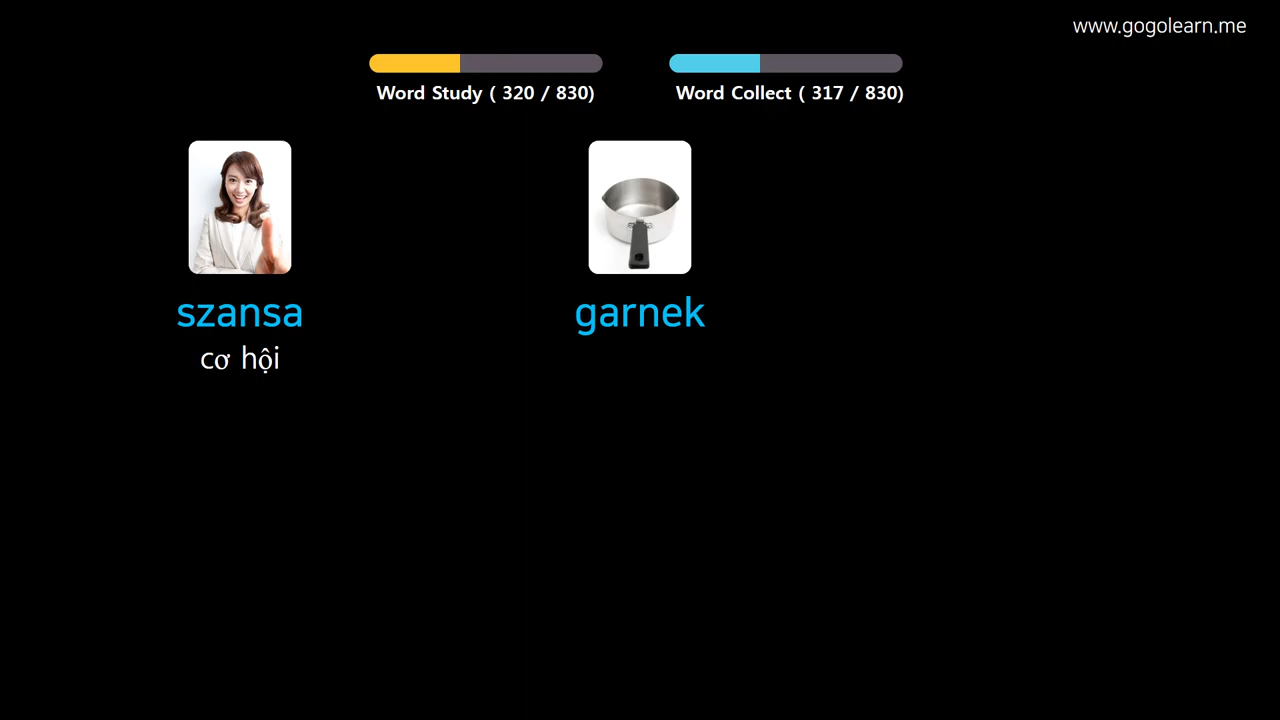 www.gogolearn.me
Word Study ( 320 / 830)
Word Collect ( 317 / 830)
szansa
garnek
cơ hội